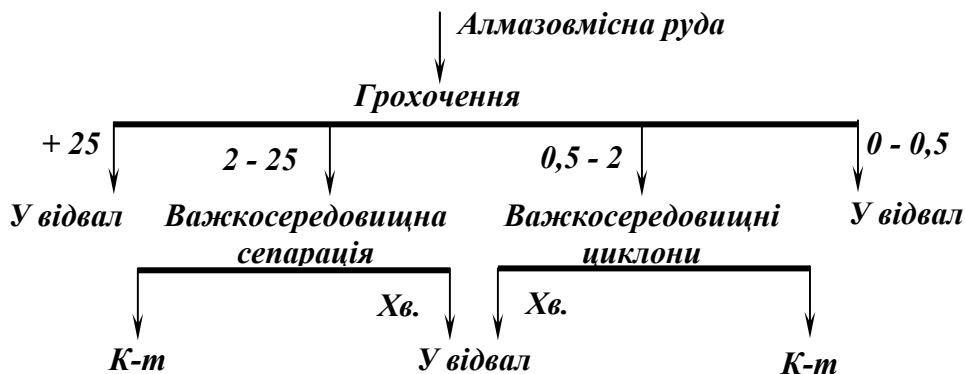 Алмазовмісна руда
Грохочення
+ 25
2 - 25
0,5 - 2
0 - 0,5
У відвал
Важкосередовищна
сепарація
Важкосередовищні
циклони
У відвал
Хв.
Хв.
К-т
У відвал
К-т